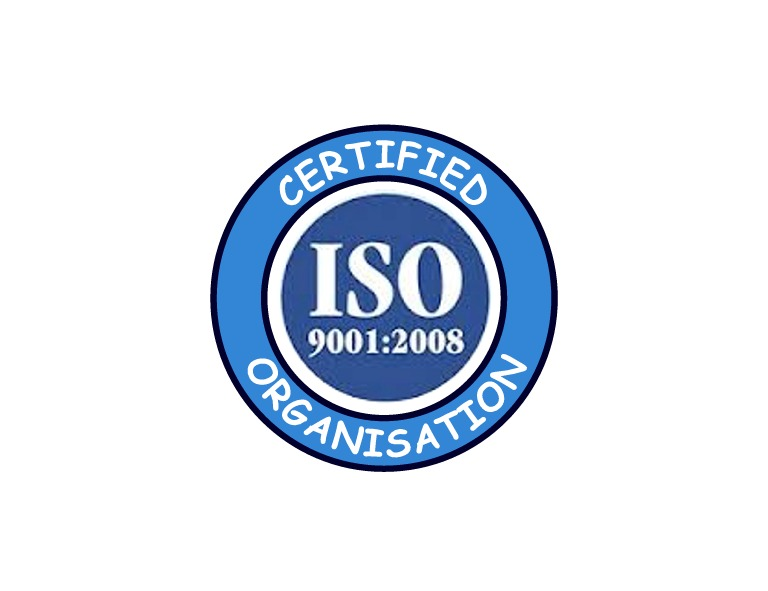 CERTIFIED
ISO
9001:2008
ORGANISATION